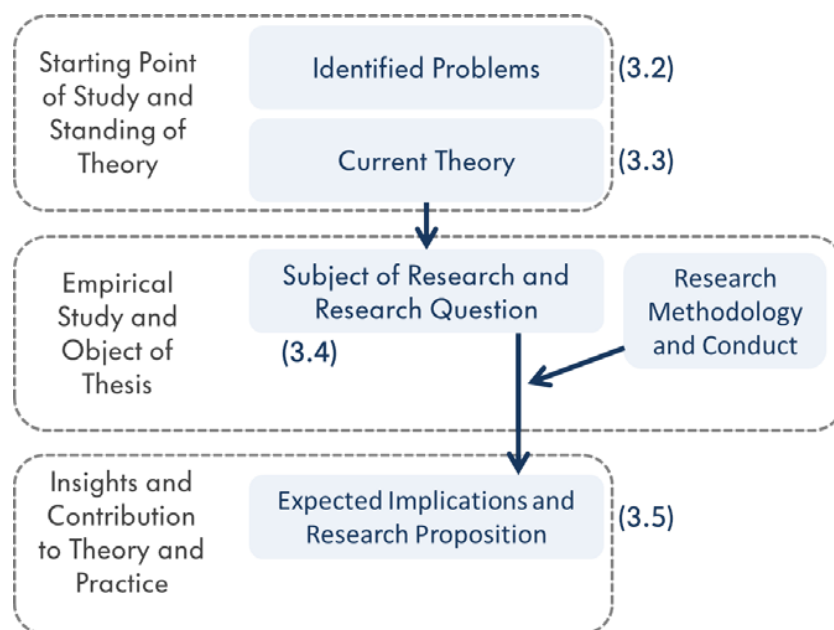 Starting Point
of Study and
Standing of
Theory
Identified Problems
(3.2)
Current Theory
(3.3)
Empirical
Study and
Object of
Thesis
Subject of Research and
Research Question
(3.4)
Research
Methodology
and Conduct
Insights and
Contribution
to Theory and
Practice
Expected Implications and
Research Proposition
(3.5)